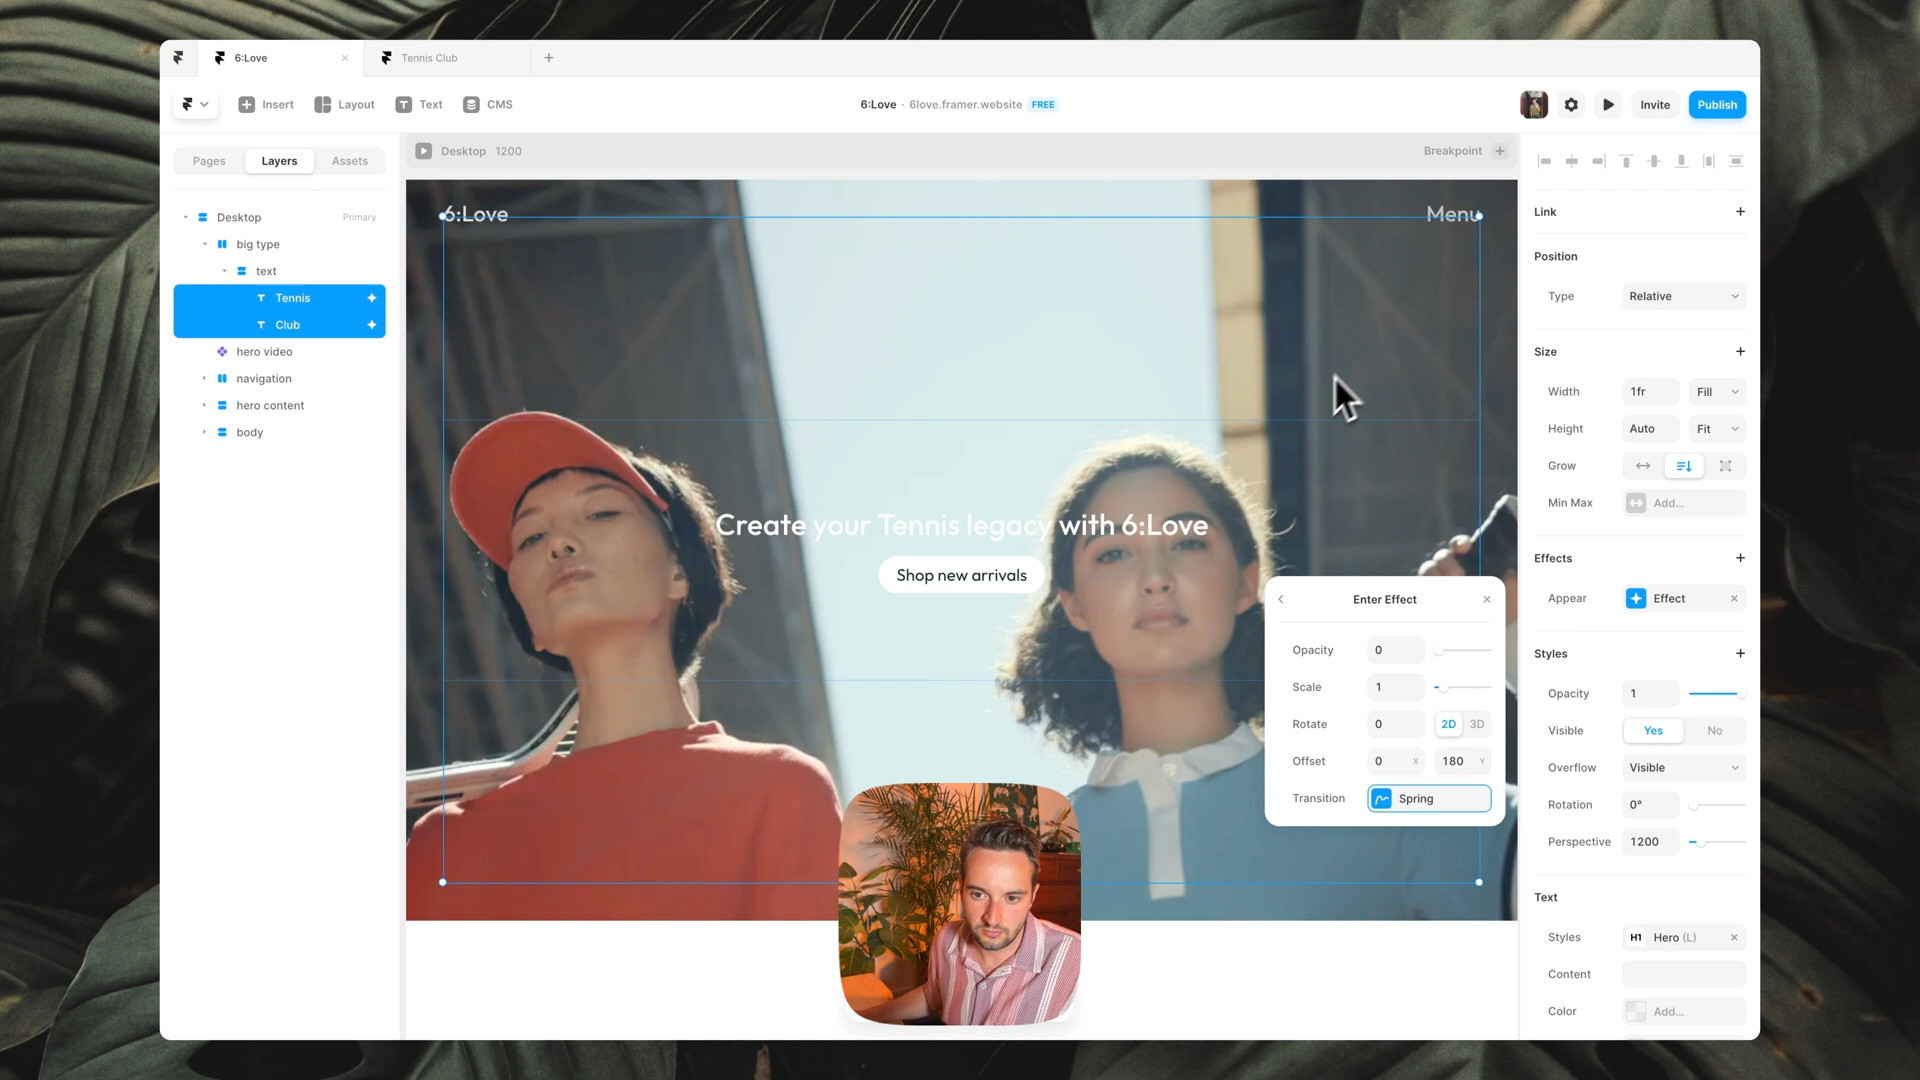 6:Love
Tennis Club
Insert
Layout
Text
CMS
6:Love · 6love.framer.website FREE
Invite
Publish
Pages
Layers
Assets
Desktop 1200
Breakpoint
Desktop
Primary
big type
text
Tennis
Club
hero video
navigation
hero content
body
6:Love
Menu
Create your Tennis legacy with 6:Love
Shop new arrivals
Enter Effect
Opacity 0
Scale 1
Rotate 0 2D 3D
Offset 0 X 180 Y
Transition Spring
Link
Position
Type Relative
Size
Width 1fr Fill
Height Auto Fit
Grow
Min Max Add...
Effects
Appear Effect
Styles
Opacity 1
Visible Yes No
Overflow Visible
Rotation 0°
Perspective 1200
Text
Styles H1 Hero (L)
Content
Color Add...